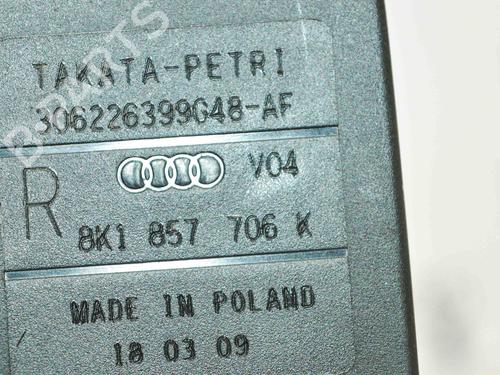 TAKATA-PETRI
306226399G48-AF
R V04
8K1 857 706 K
MADE IN POLAND
18 03 09